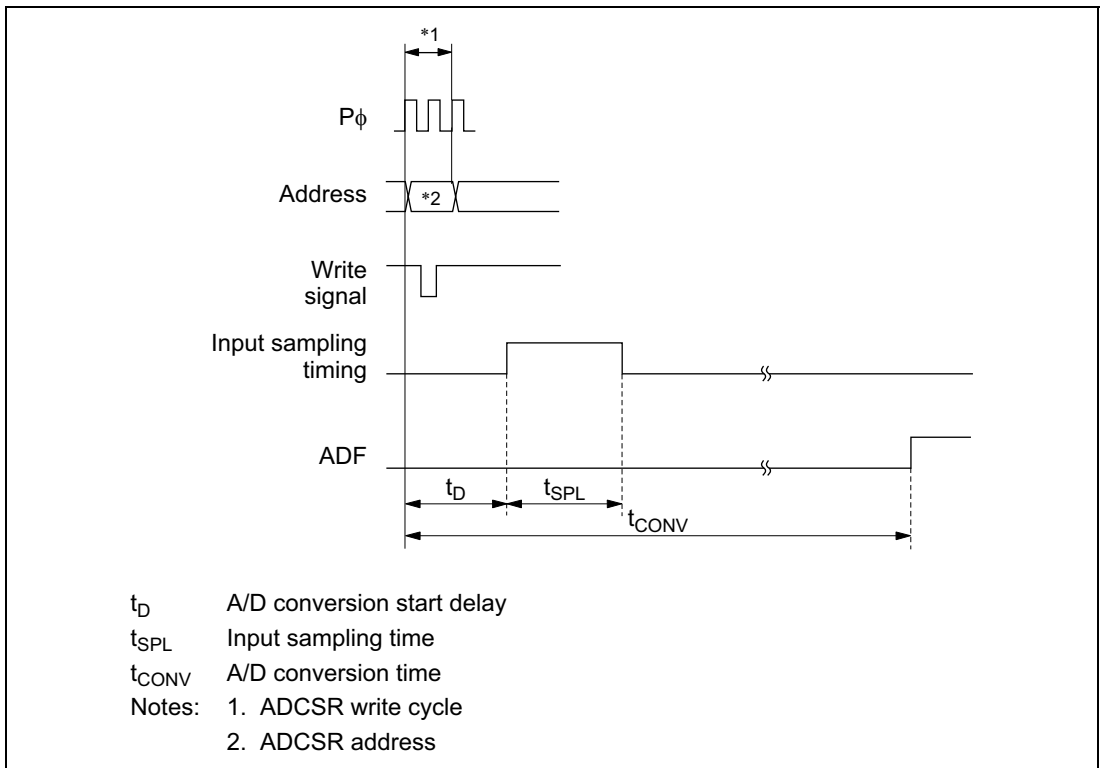 *1
Pϕ
Address
*2
Write
signal
Input sampling
timing
ADF
tD
tSPL
tCONV
tD A/D conversion start delay
tSPL Input sampling time
tCONV A/D conversion time
Notes: 1. ADCSR write cycle
2. ADCSR address